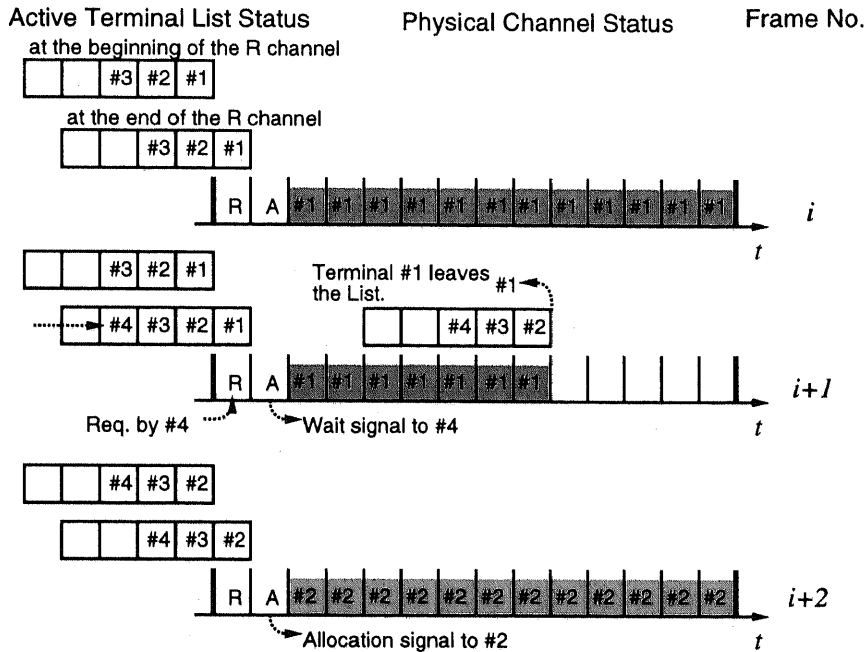 Active Terminal List Status Physical Channel Status Frame No.
at the beginning of the R channel
#3 #2 #1
at the end of the R channel
#3 #2 #1
R A #1 #1 #1 #1 #1 #1 #1 #1 #1 #1 #1 #1 i
t
#3 #2 #1
Terminal #1 leaves #1
the List.
#4 #3 #2 #1
#4 #3 #2
R A #1 #1 #1 #1 #1 #1 #1 i+1
Req. by #4 Wait signal to #4 t
#4 #3 #2
#4 #3 #2
R A #2 #2 #2 #2 #2 #2 #2 #2 #2 #2 #2 #2 i+2
Allocation signal to #2 t